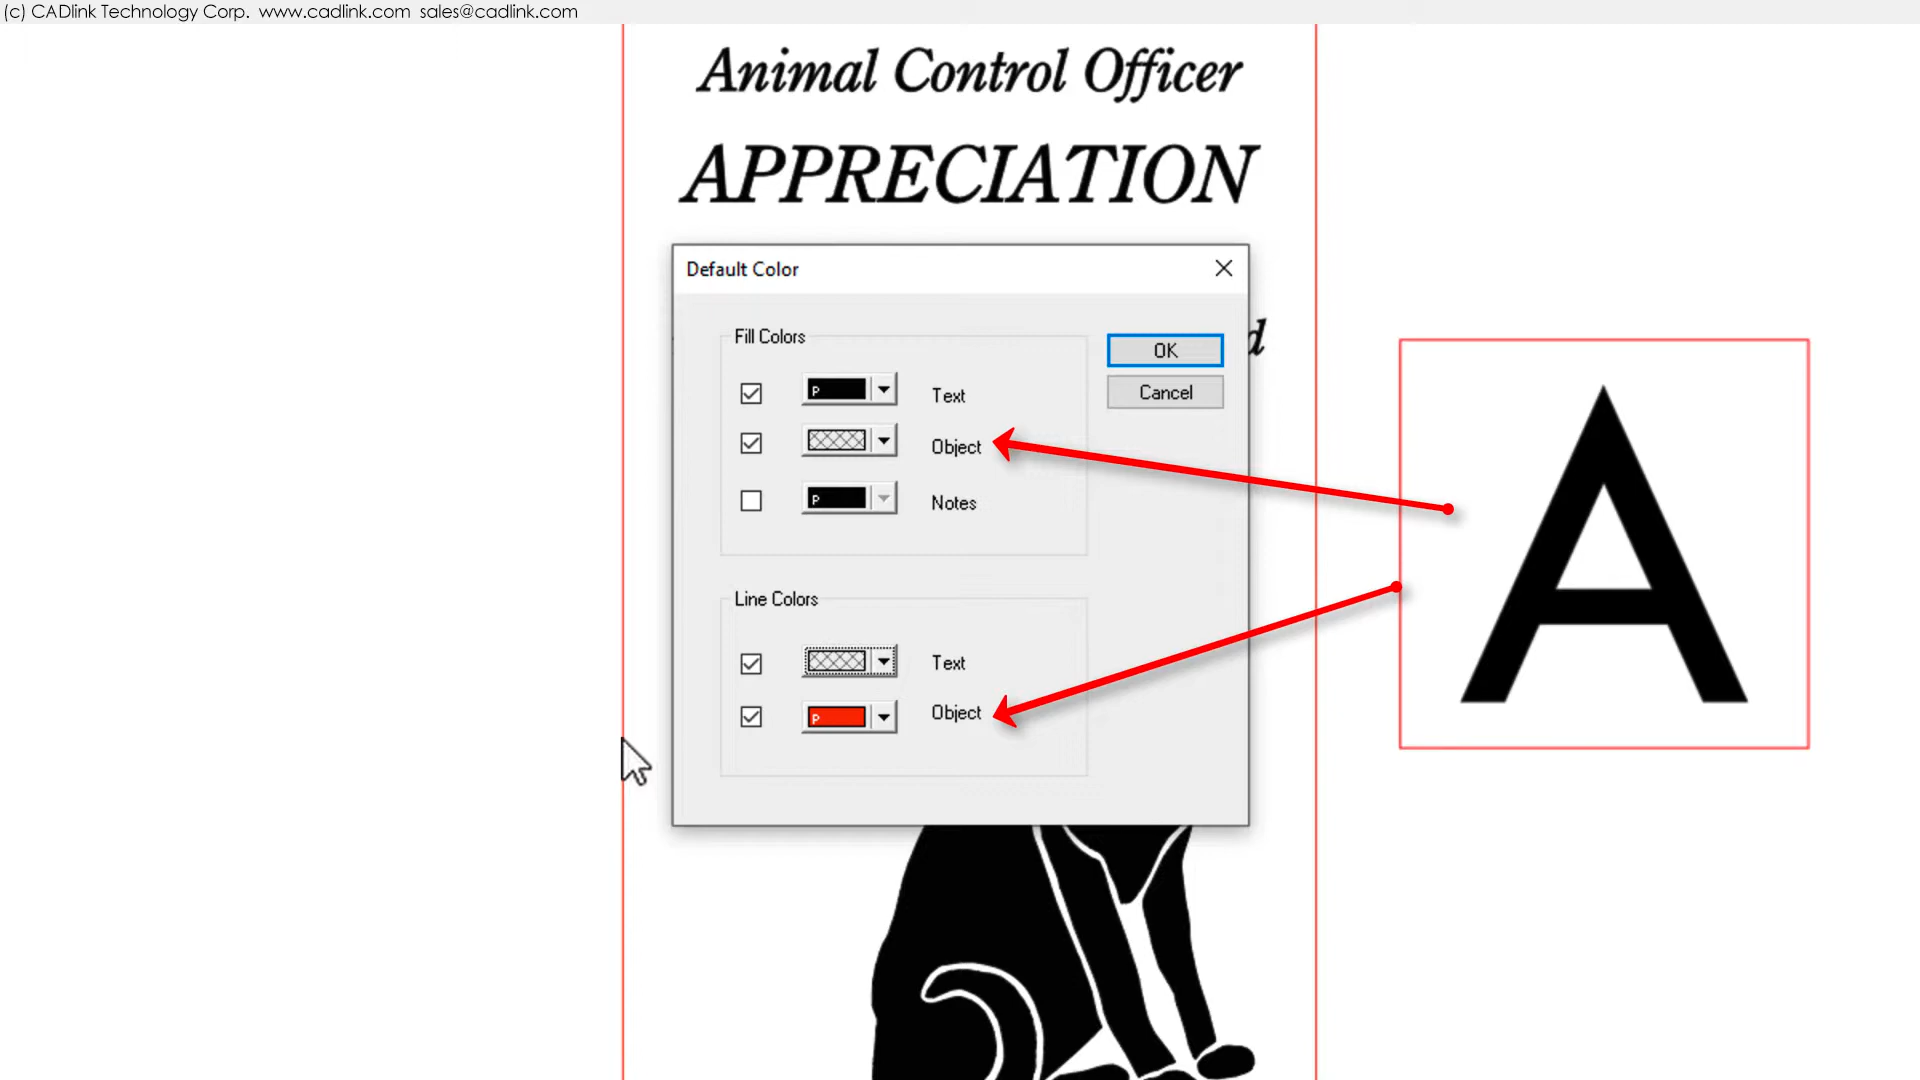 (c) CADlink Technology Corp. www.cadlink.com sales@cadlink.com
Animal Control Officer
APPRECIATION
Default Color
Fill Colors
OK
P Text
Cancel
d
Object
P Notes
A
Line Colors
Text
P Object